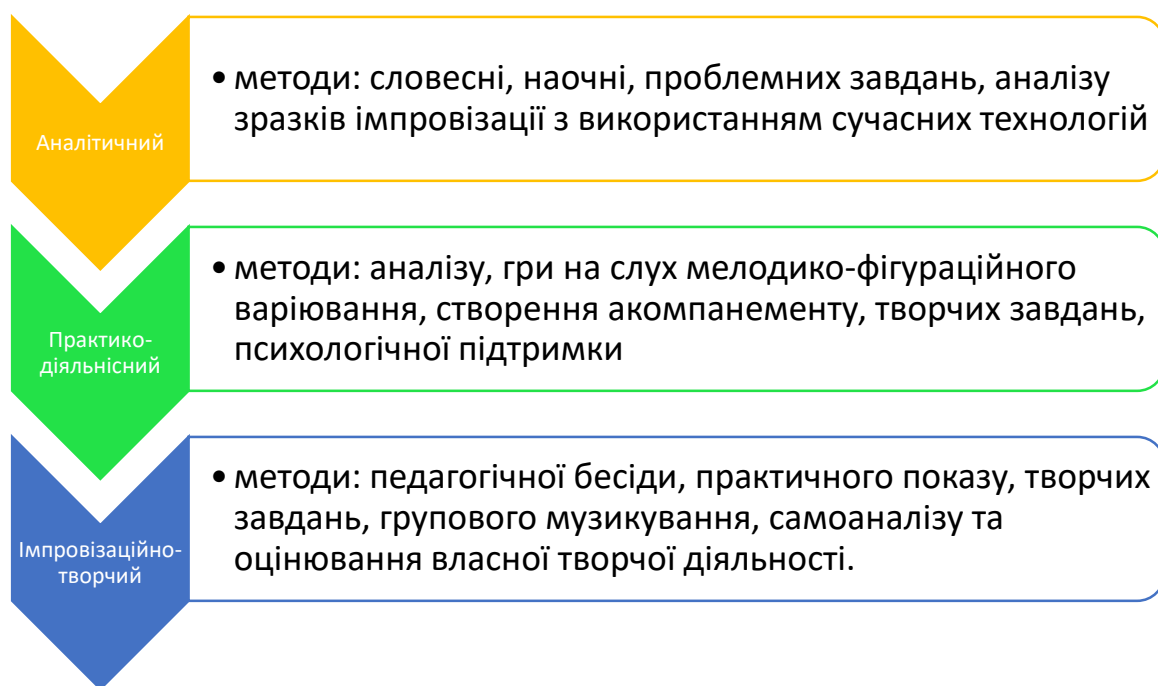 Аналітичний
• методи: словесні, наочні, проблемних завдань, аналізу
зразків імпровізації з використанням сучасних технологій
Практико-
діяльнісний
• методи: аналізу, гри на слух мелодико-фігураційного
варіювання, створення акомпанементу, творчих завдань,
психологічної підтримки
Імпровізаційно-
творчий
• методи: педагогічної бесіди, практичного показу, творчих
завдань, групового музикування, самоаналізу та
оцінювання власної творчої діяльності.